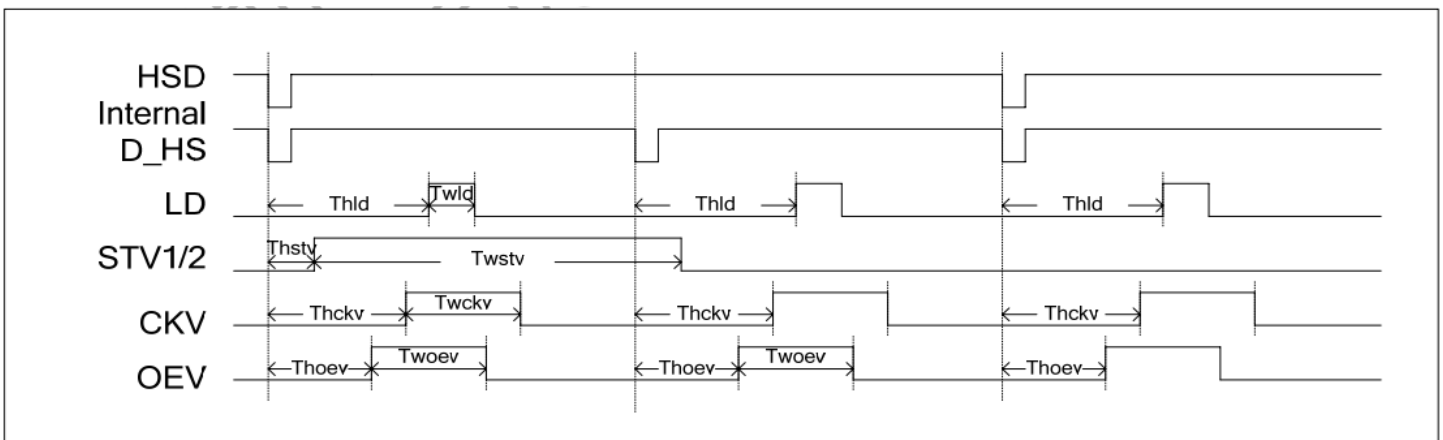 HSD
Internal
D_HS
LD Thld Twld Thld Thld
STV1/2 Thstv Twstv
CKV Thckv Twckv Thckv Thckv
OEV Thoev Twoev Thoev Twoev Thoev